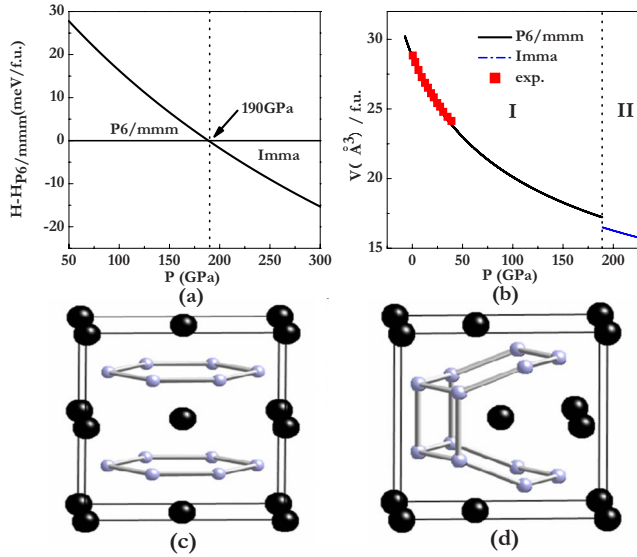 30
20
10
0
-10
-20
H-HP6/mmm(meV/f.u.)
P6/mmm
190GPa
Imma
50 100 150 200 250 300
P (GPa)
(a)
30
25
20
15
V( Å3) / f.u.
P6/mmm
Imma
exp.
I
II
0 50 100 150 200
P (GPa)
(b)
(c)
(d)